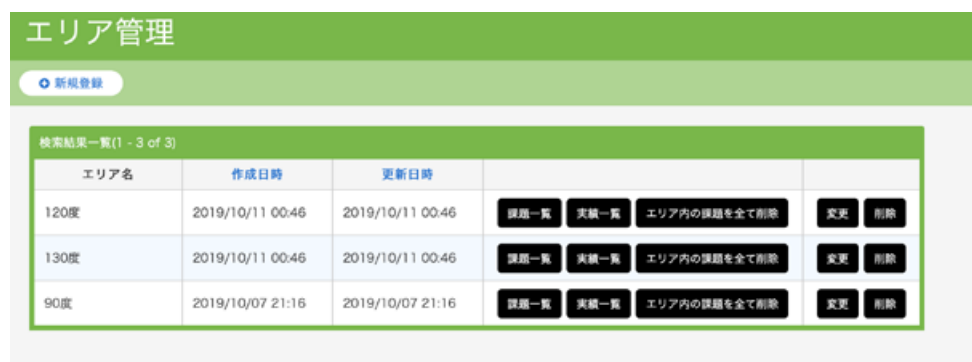 エリア管理
新規登録
検索結果一覧(1 - 3 of 3)
エリア名 作成日時 更新日時
120度 2019/10/11 00:46 2019/10/11 00:46 課題一覧 実績一覧 エリア内の課題を全て削除 変更 削除
130度 2019/10/11 00:46 2019/10/11 00:46 課題一覧 実績一覧 エリア内の課題を全て削除 変更 削除
90度 2019/10/07 21:16 2019/10/07 21:16 課題一覧 実績一覧 エリア内の課題を全て削除 変更 削除